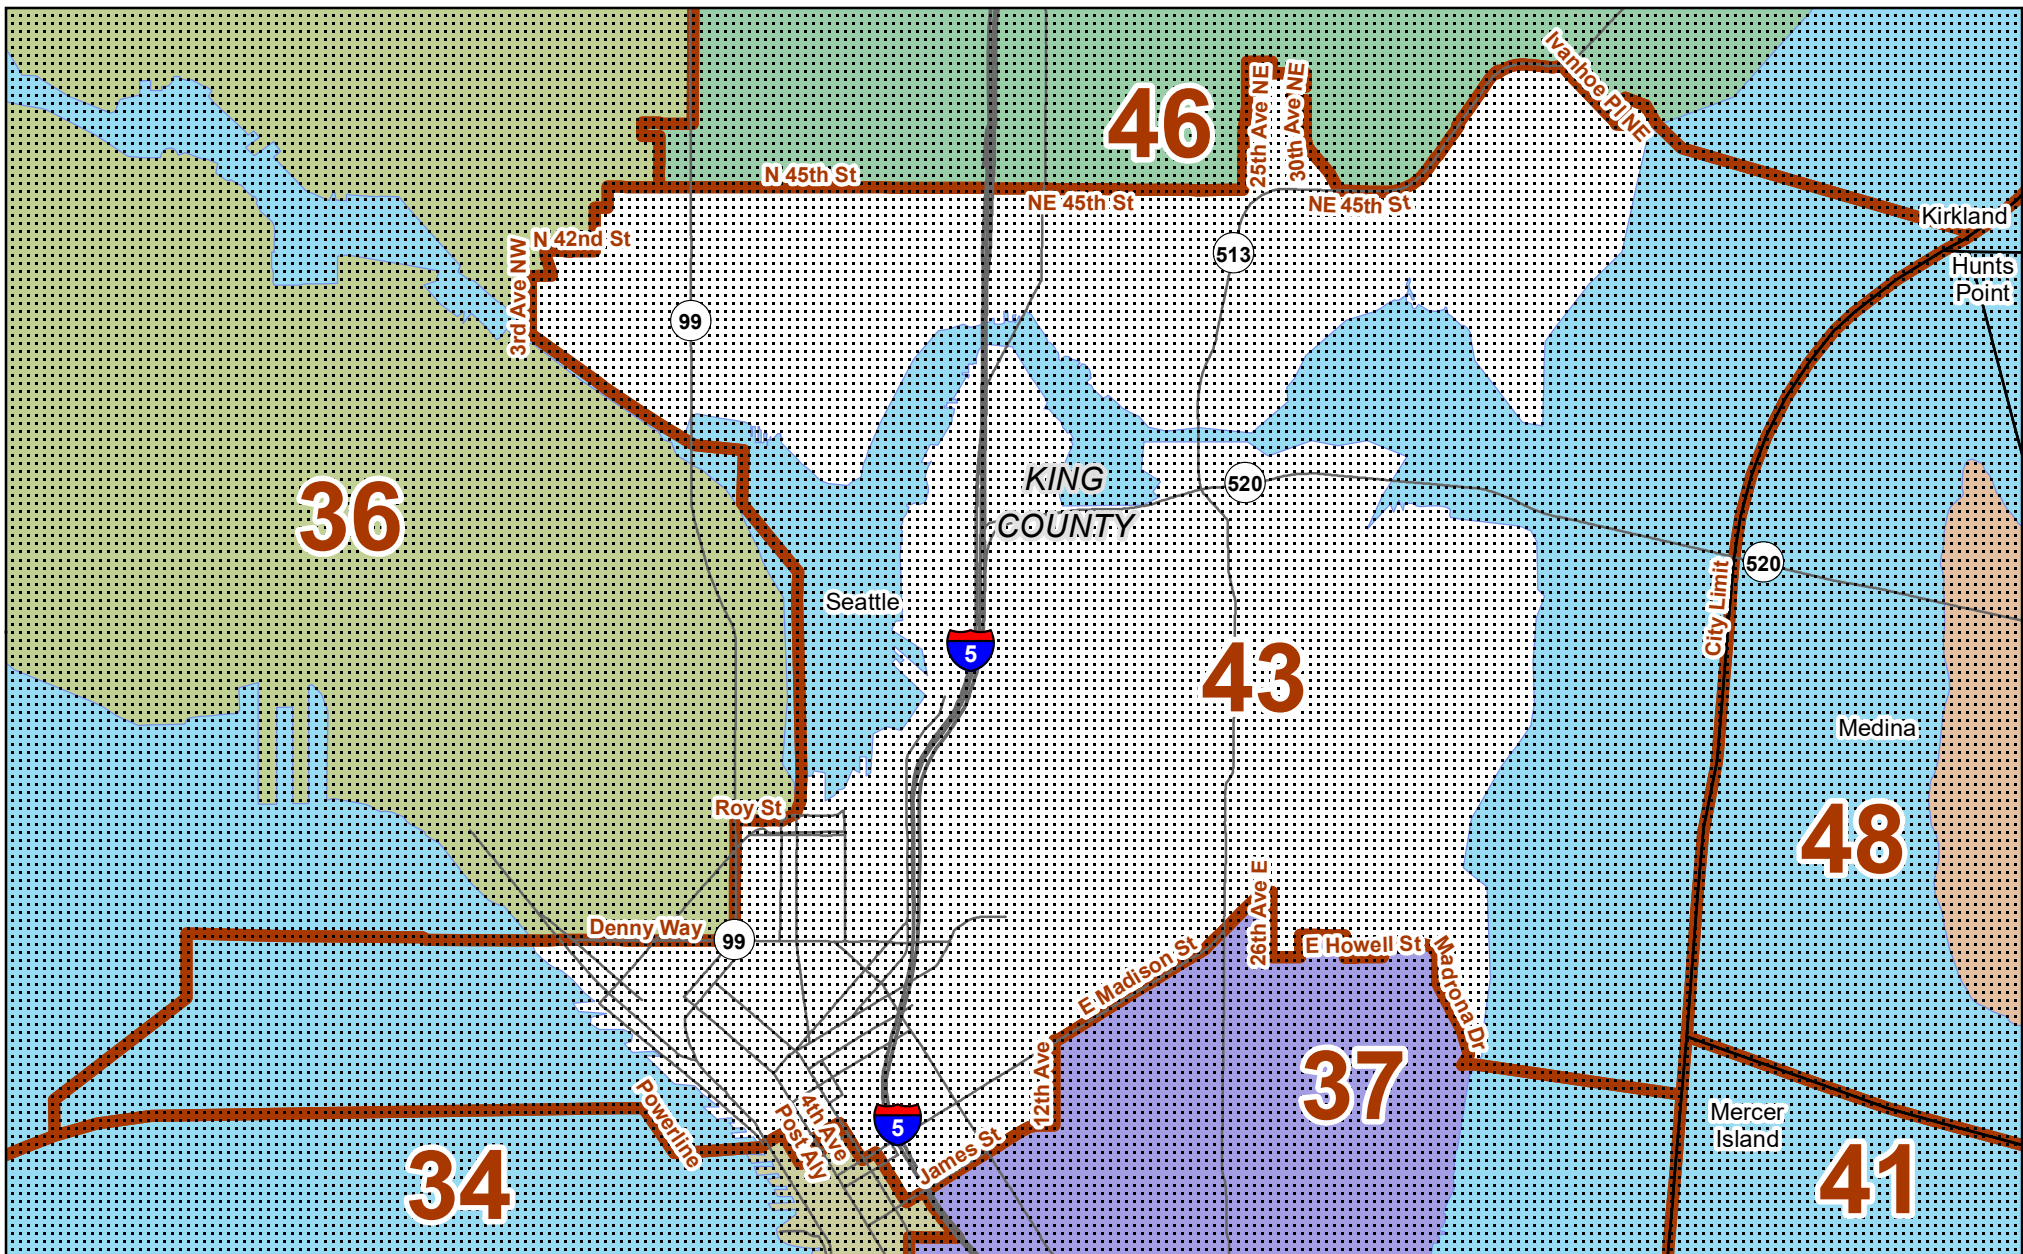 Ivanhoe Pl NE
46
25th Ave NE
30th Ave NE
N 45th St
NE 45th St
NE 45th St
Kirkland
N 42nd St
513
Hunts
Point
3rd Ave NW
99
KING
COUNTY
520
36
520
City Limit
Seattle
5
43
Medina
Roy St
48
26th Ave E
Denny Way
99
E Howell St
E Madison St
Madrona Dr
12th Ave
37
Powerline
4th Ave
Post Aly
5
James St
Mercer
Island
34
41